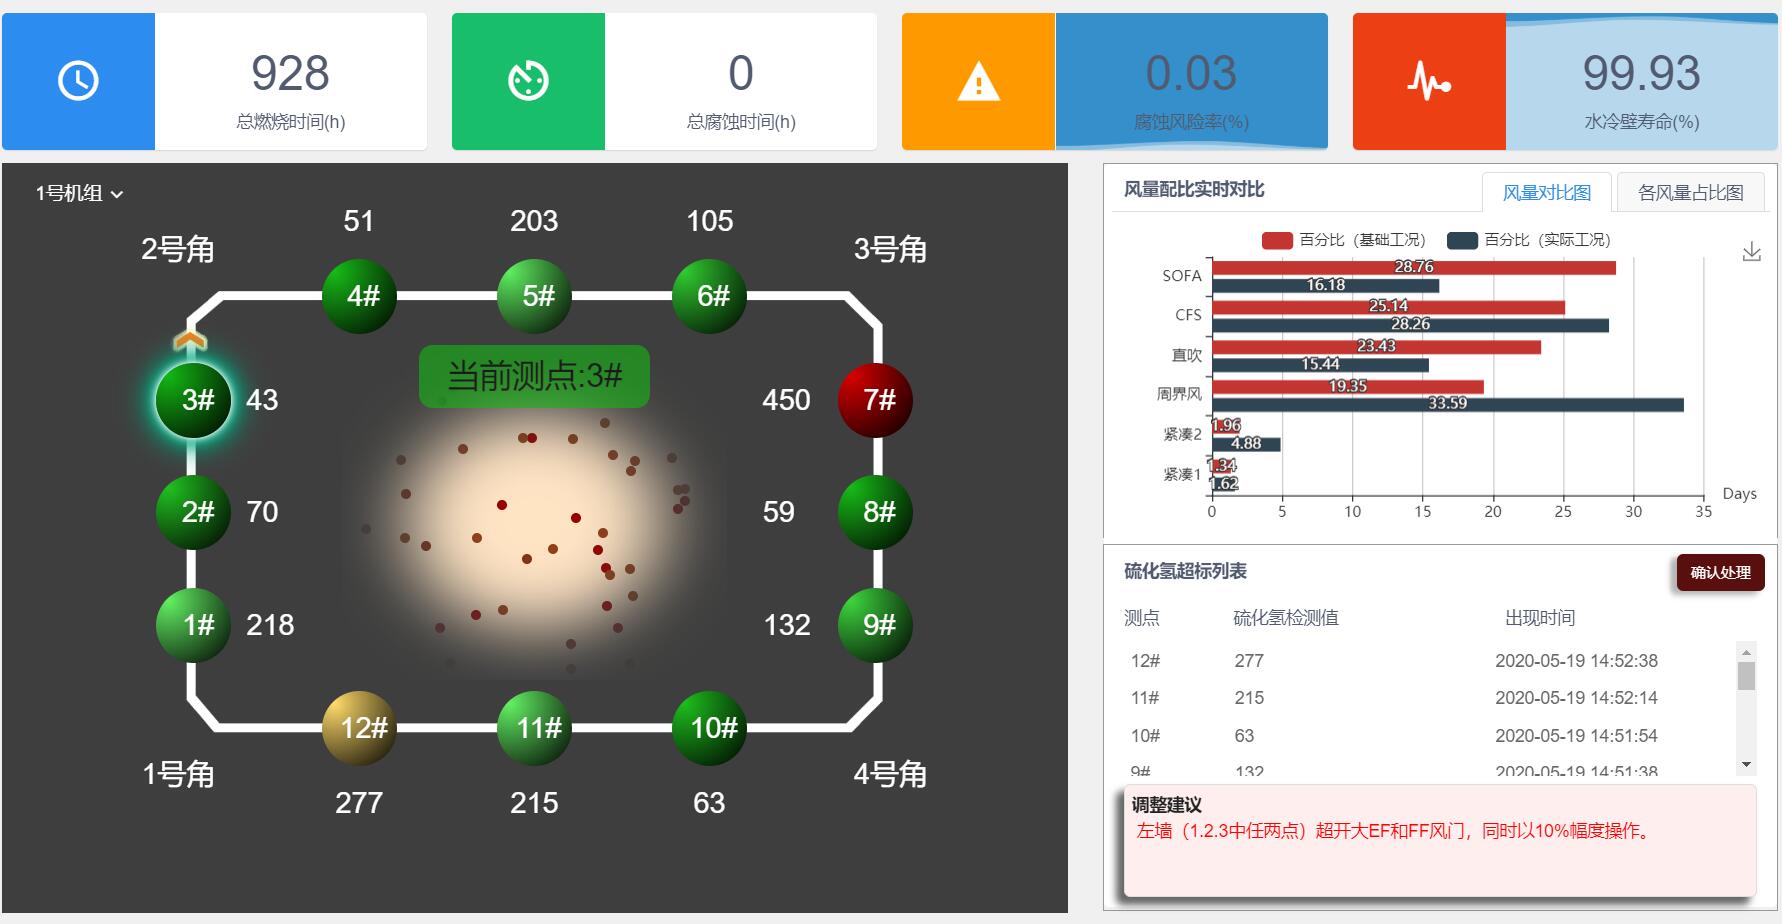 928
总燃烧时间(h)
0
总腐蚀时间(h)
0.03
腐蚀风险率(%)
99.93
水冷壁寿命(%)
1号机组
51
203
105
2号角
3号角
4#
5#
6#
当前测点:3#
3#
43
450
7#
2#
70
59
8#
1#
218
132
9#
12#
11#
10#
1号角
4号角
277
215
63
风量配比实时对比
风量对比图
各风量占比图
百分比（基础工况）
百分比（实际工况）
SOFA
28.76
16.18
CFS
25.14
28.26
直吹
23.43
15.44
周界风
19.35
33.59
紧凑2
1.96
4.88
紧凑1
1.34
1.62
Days
0 5 10 15 20 25 30 35
硫化氢超标列表
确认处理
测点 硫化氢检测值 出现时间
12# 277 2020-05-19 14:52:38
11# 215 2020-05-19 14:52:14
10# 63 2020-05-19 14:51:54
9# 132 2020-05-19 14:51:38
调整建议
左墙（1.2.3中任两点）超开大EF和FF风门，同时以10%幅度操作。